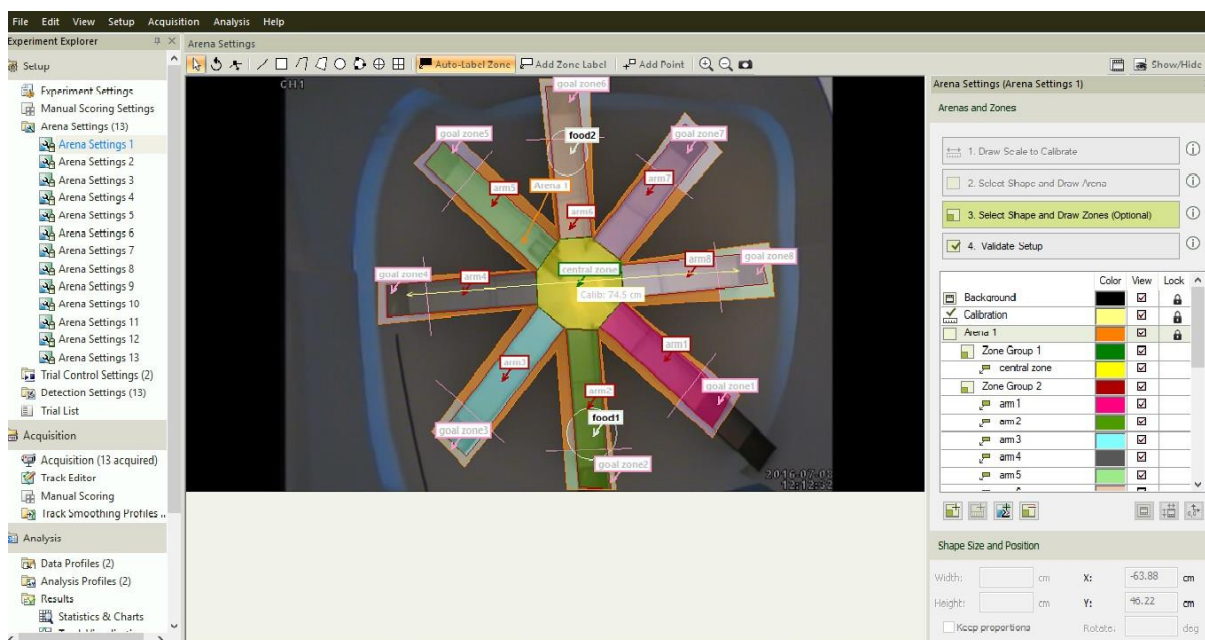 File Edit View Setup Acquisition Analysis Help
Experiment Explorer
Arena Settings
Setup
Experiment Settings
Manual Scoring Settings
Arena Settings (13)
Arena Settings 1
Arena Settings 2
Arena Settings 3
Arena Settings 4
Arena Settings 5
Arena Settings 6
Arena Settings 7
Arena Settings 8
Arena Settings 9
Arena Settings 10
Arena Settings 11
Arena Settings 12
Arena Settings 13
Trial Control Settings (2)
Detection Settings (13)
Trial List
Acquisition
Acquisition (13 acquired)
Track Editor
Manual Scoring
Track Smoothing Profiles ..
Analysis
Data Profiles (2)
Analysis Profiles (2)
Results
Statistics & Charts
Auto-Label Zone Add Zone Label Add Point Show/Hide
CH1
goal zone6
food2
goal zone5
goal zone7
arm5
Arena 1
arm7
arm6
goal zone4
arm4
central zone
arm8
goal zone8
Calib: 74.5 cm
arm3
arm1
arm2
goal zone1
food1
goal zone3
goal zone2
2016-07-08
12:12:32
Arena Settings (Arena Settings 1)
Arenas and Zones
1. Draw Scale to Calibrate
2. Select Shape and Draw Arena
3. Select Shape and Draw Zones (Optional)
4. Validate Setup
Color View Lock
Background
Calibration
Arena 1
Zone Group 1
central zone
Zone Group 2
arm 1
arm 2
arm 3
arm 4
arm 5
Shape Size and Position
Width: cm X: -63.88 cm
Height: cm Y: 46.22 cm
Keep proportions Rotate: deg